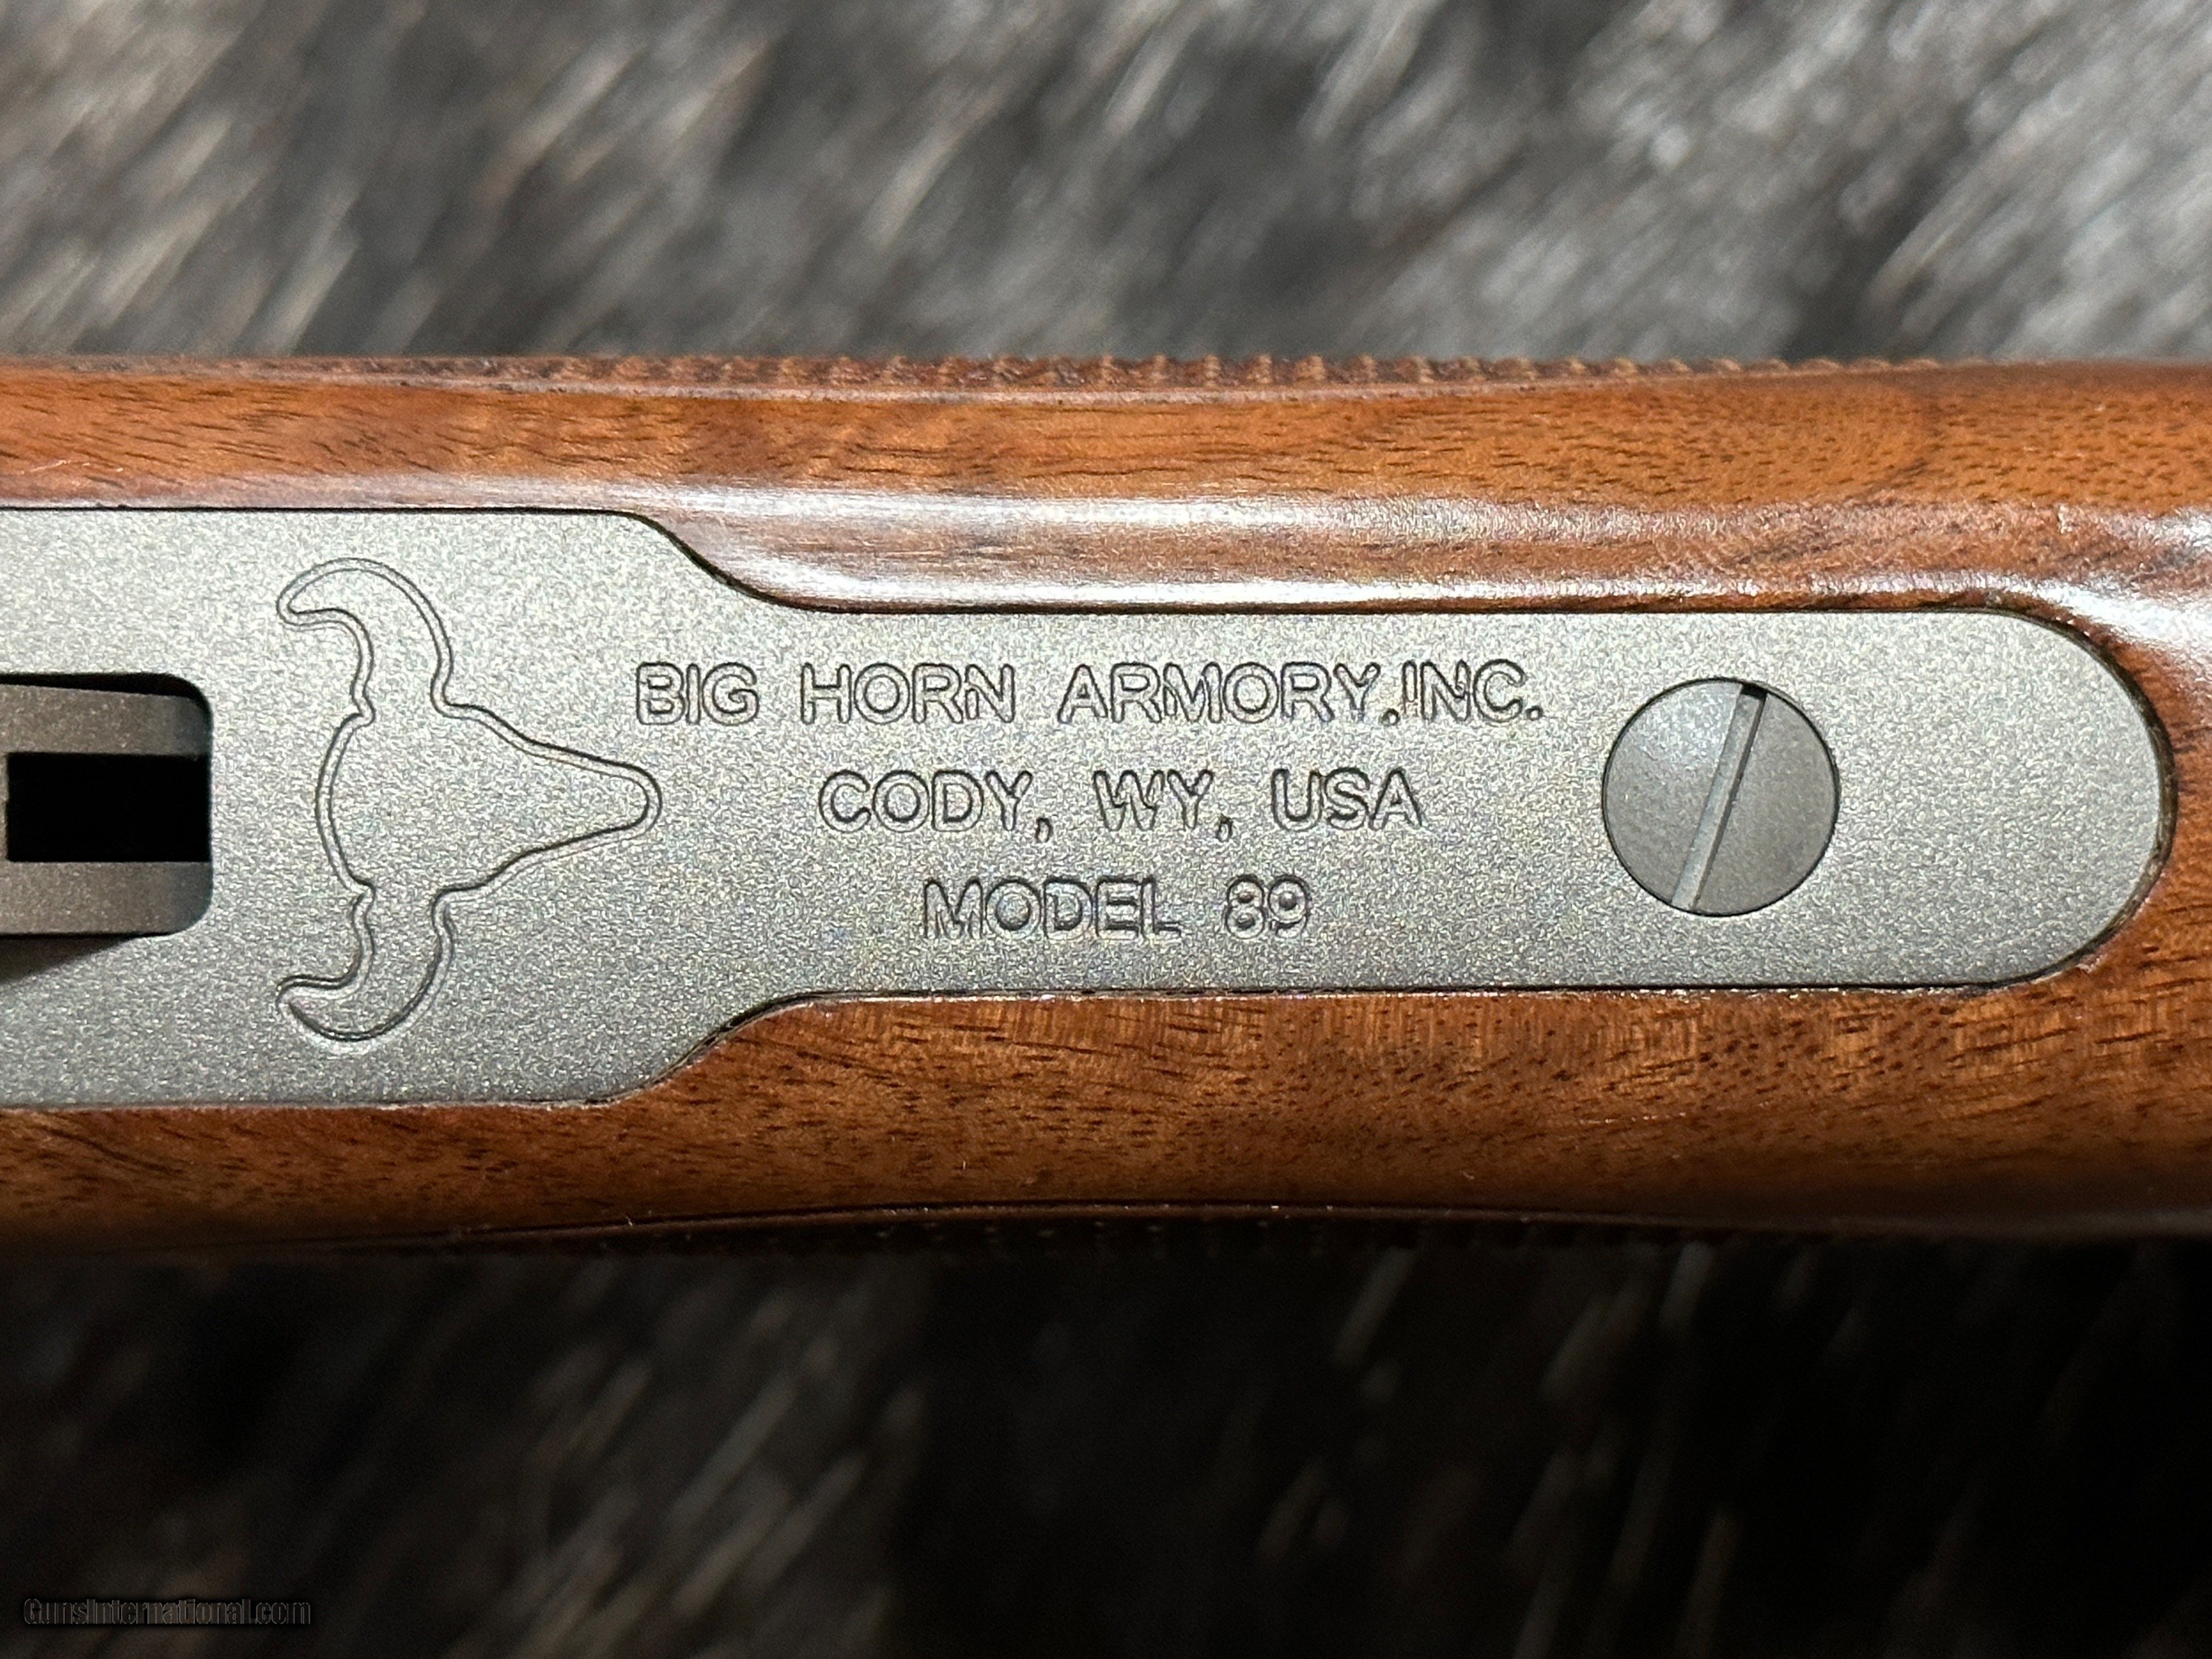 BIG HORN ARMORY,INC.
CODY, WY, USA
MODEL 89
GunsInternational.com